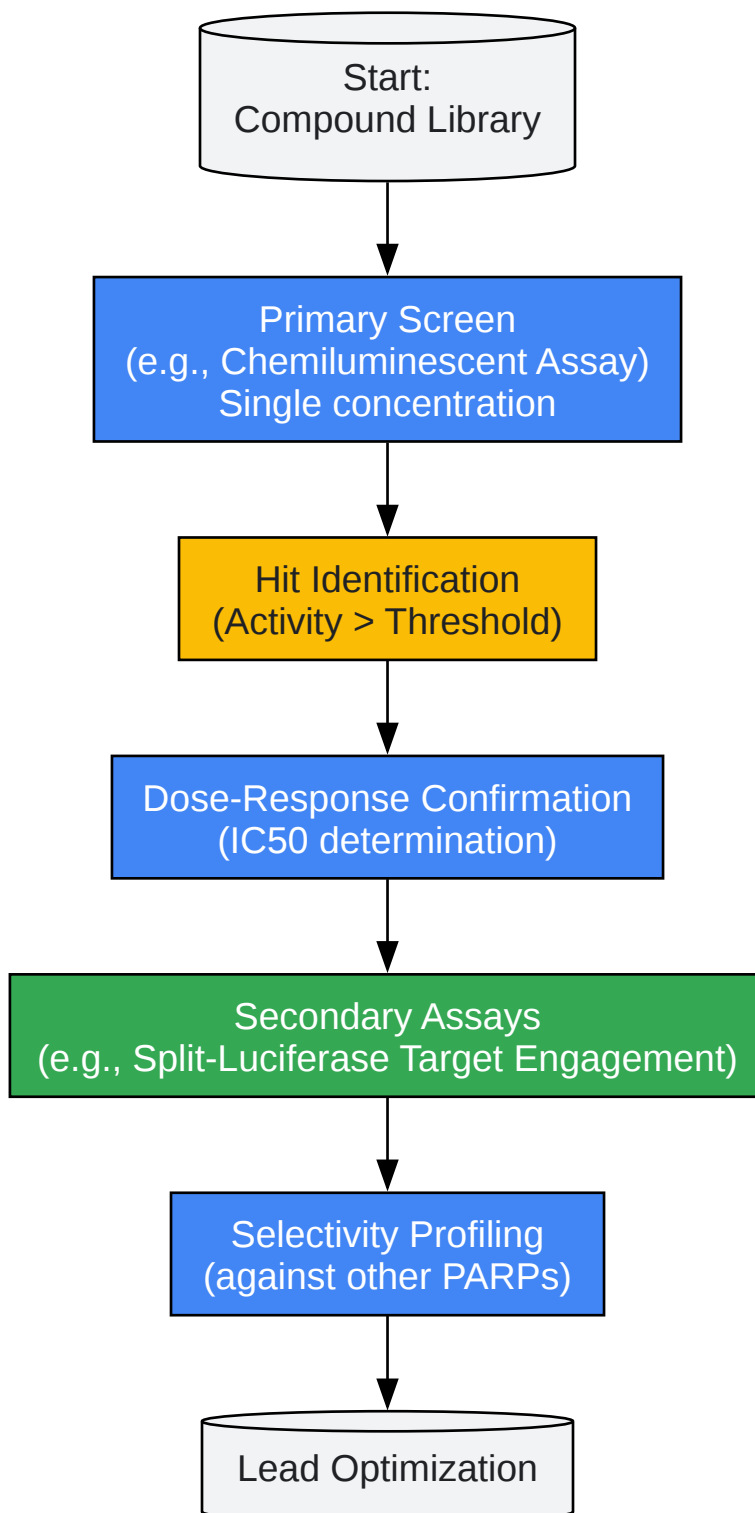 Start:
Compound Library
Primary Screen
(e.g., Chemiluminescent Assay)
Single concentration
Hit Identification
(Activity > Threshold)
Dose-Response Confirmation
(IC50 determination)
Secondary Assays
(e.g., Split-Luciferase Target Engagement)
Selectivity Profiling
(against other PARPs)
Lead Optimization